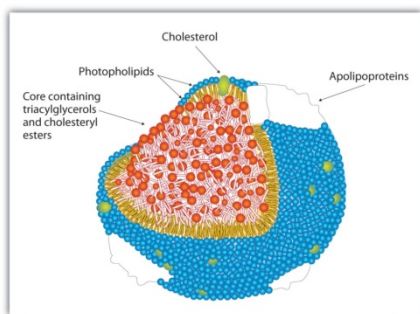 Cholesterol
Photopholipids
Apolipoproteins
Core containing
triacylglycerols
and cholesteryl
esters